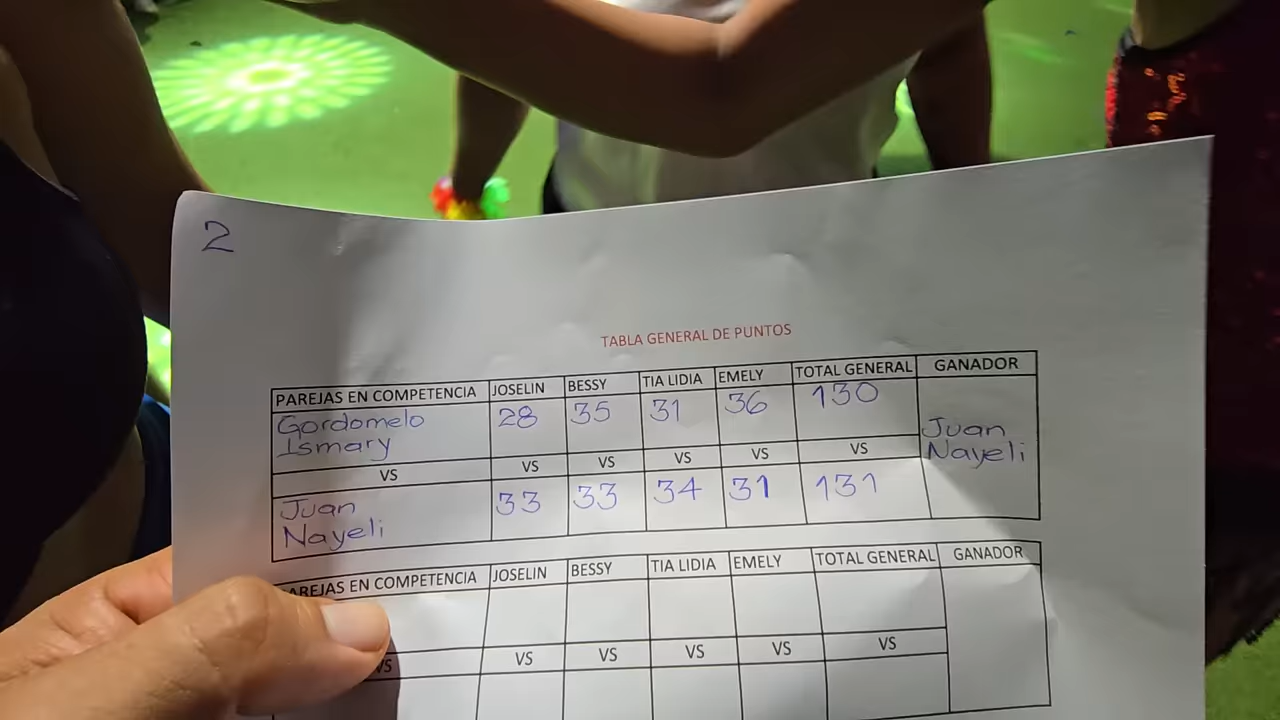 2
TABLA GENERAL DE PUNTOS
PAREJAS EN COMPETENCIA JOSELIN BESSY TIA LIDIA EMELY TOTAL GENERAL GANADOR
Gordomelo
Ismary
28 35 31 36 130
VS VS VS VS VS VS
Juan
Nayeli
Juan
Nayeli
33 33 34 31 131
PAREJAS EN COMPETENCIA JOSELIN BESSY TIA LIDIA EMELY TOTAL GENERAL GANADOR
VS VS VS VS VS VS